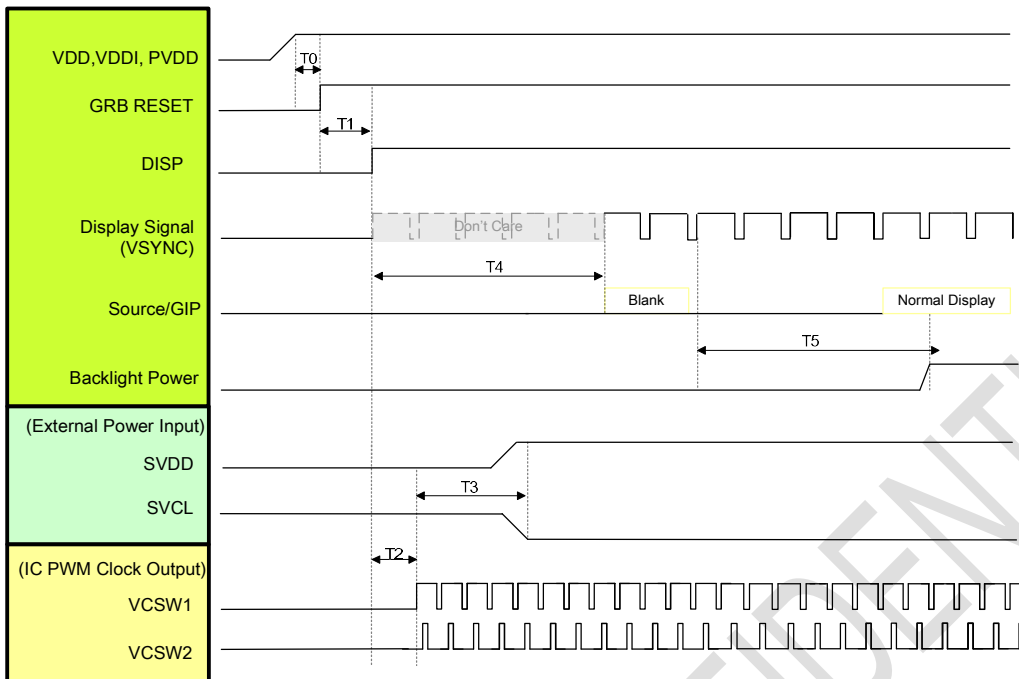 VDD,VDDI, PVDD
T0
GRB RESET
T1
DISP
Display Signal
(VSYNC)
Don't Care
T4
Source/GIP
Blank
Normal Display
T5
Backlight Power
(External Power Input)
SVDD
T3
SVCL
T2
(IC PWM Clock Output)
VCSW1
VCSW2